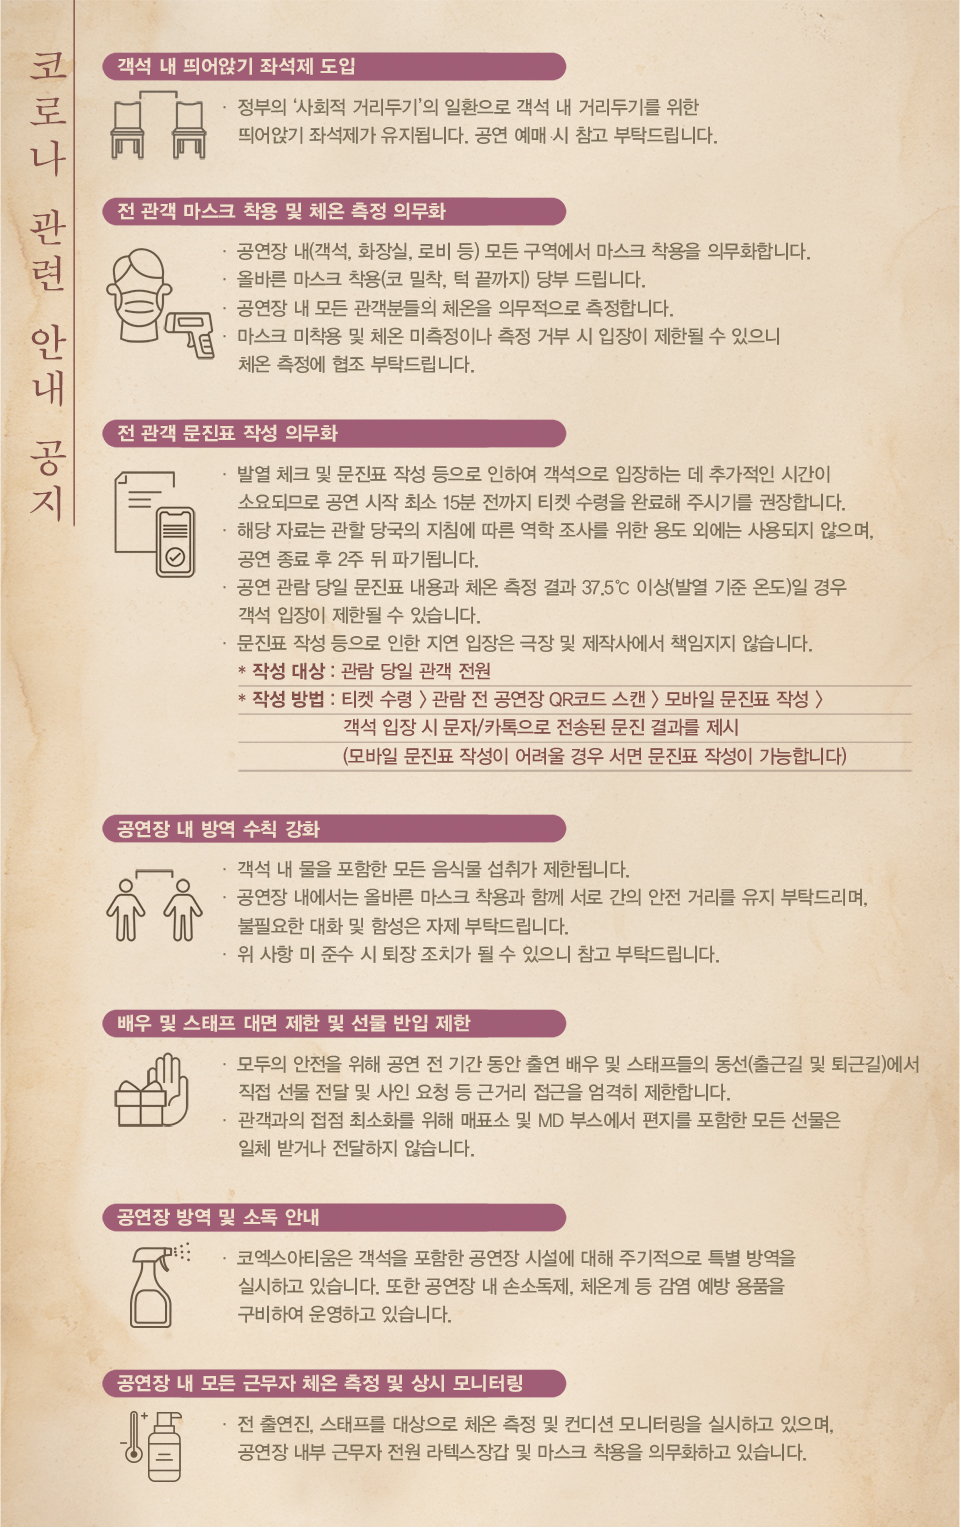 코로나 관련 안내 공지
객석 내 띄어앉기 좌석제 도입
· 정부의 ‘사회적 거리두기’의 일환으로 객석 내 거리두기를 위한
띄어앉기 좌석제가 유지됩니다. 공연 예매 시 참고 부탁드립니다.
전 관객 마스크 착용 및 체온 측정 의무화
· 공연장 내(객석, 화장실, 로비 등) 모든 구역에서 마스크 착용을 의무화합니다.
· 올바른 마스크 착용(코 밀착, 턱 끝까지) 당부 드립니다.
· 공연장 내 모든 관객분들의 체온을 의무적으로 측정합니다.
· 마스크 미착용 및 체온 미측정이나 측정 거부 시 입장이 제한될 수 있으니
체온 측정에 협조 부탁드립니다.
전 관객 문진표 작성 의무화
· 발열 체크 및 문진표 작성 등으로 인하여 객석으로 입장하는 데 추가적인 시간이
소요되므로 공연 시작 최소 15분 전까지 티켓 수령을 완료해 주시기를 권장합니다.
· 해당 자료는 관할 당국의 지침에 따른 역학 조사를 위한 용도 외에는 사용되지 않으며,
공연 종료 후 2주 뒤 파기됩니다.
· 공연 관람 당일 문진표 내용과 체온 측정 결과 37.5℃ 이상(발열 기준 온도)일 경우
객석 입장이 제한될 수 있습니다.
· 문진표 작성 등으로 인한 지연 입장은 극장 및 제작사에서 책임지지 않습니다.
* 작성 대상 : 관람 당일 관객 전원
* 작성 방법 : 티켓 수령 〉관람 전 공연장 QR코드 스캔 〉모바일 문진표 작성 〉
객석 입장 시 문자/카톡으로 전송된 문진 결과를 제시
(모바일 문진표 작성이 어려울 경우 서면 문진표 작성이 가능합니다)
공연장 내 방역 수칙 강화
· 객석 내 물을 포함한 모든 음식물 섭취가 제한됩니다.
· 공연장 내에서는 올바른 마스크 착용과 함께 서로 간의 안전 거리를 유지 부탁드리며,
불필요한 대화 및 함성은 자제 부탁드립니다.
· 위 사항 미 준수 시 퇴장 조치가 될 수 있으니 참고 부탁드립니다.
배우 및 스태프 대면 제한 및 선물 반입 제한
· 모두의 안전을 위해 공연 전 기간 동안 출연 배우 및 스태프들의 동선(출근길 및 퇴근길)에서
직접 선물 전달 및 사인 요청 등 근거리 접근을 엄격히 제한합니다.
· 관객과의 접점 최소화를 위해 매표소 및 MD 부스에서 편지를 포함한 모든 선물은
일체 받거나 전달하지 않습니다.
공연장 방역 및 소독 안내
· 코엑스아티움은 객석을 포함한 공연장 시설에 대해 주기적으로 특별 방역을
실시하고 있습니다. 또한 공연장 내 손소독제, 체온계 등 감염 예방 용품을
구비하여 운영하고 있습니다.
공연장 내 모든 근무자 체온 측정 및 상시 모니터링
· 전 출연진, 스태프를 대상으로 체온 측정 및 컨디션 모니터링을 실시하고 있으며,
공연장 내부 근무자 전원 라텍스장갑 및 마스크 착용을 의무화하고 있습니다.